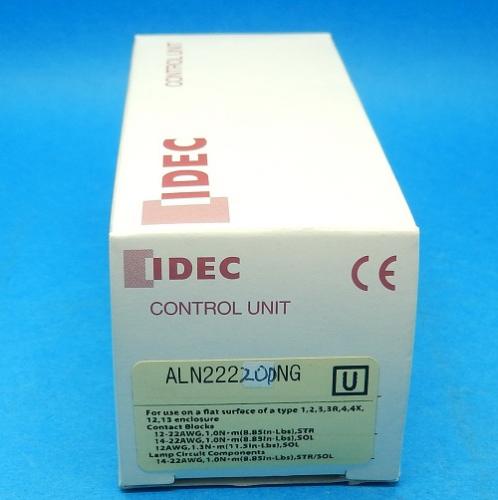 CONTROL UNIT
IDEC
IDEC
CE
CONTROL UNIT
ALN22220DNG
U
For use on a flat surface of a type 1,2,3,3R,4,4X,
12,13 enclosure
Contact Blocks
12-22AWG,1.0N·m(8.85In-Lbs),STR
14-22AWG,1.0N·m(8.85In-Lbs),SOL
12AWG,1.3N·m(11.5In-Lbs),SOL
Lamp Circuit Components
14-22AWG,1.0N·m(8.85In-Lbs),STR/SOL